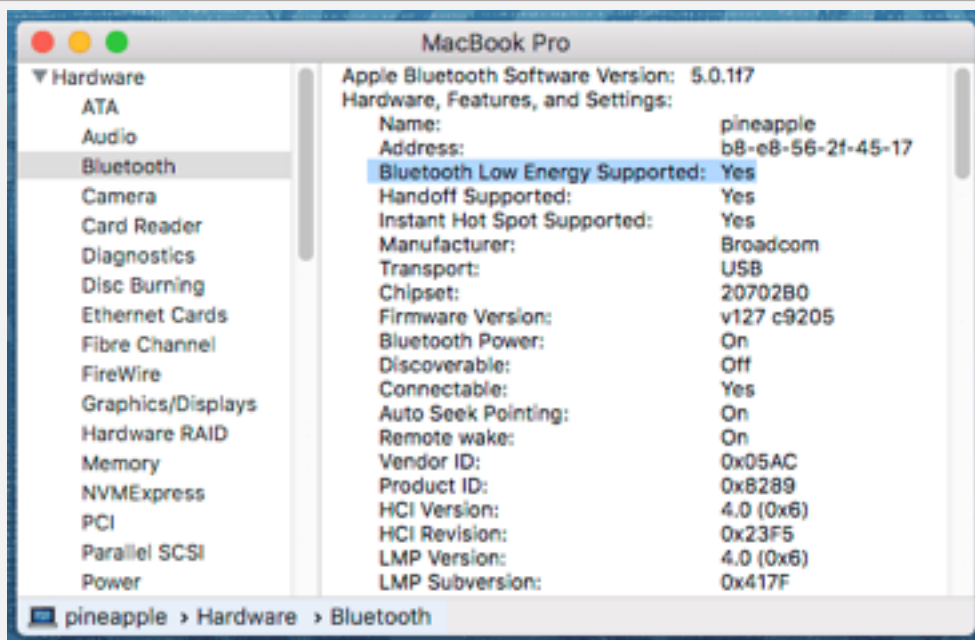 MacBook Pro
Hardware
ATA
Audio
Bluetooth
Camera
Card Reader
Diagnostics
Disc Burning
Ethernet Cards
Fibre Channel
FireWire
Graphics/Displays
Hardware RAID
Memory
NVMExpress
PCI
Parallel SCSI
Power
Apple Bluetooth Software Version: 5.0.1f7
Hardware, Features, and Settings:
Name: pineapple
Address: b8-e8-56-2f-45-17
Bluetooth Low Energy Supported: Yes
Handoff Supported: Yes
Instant Hot Spot Supported: Yes
Manufacturer: Broadcom
Transport: USB
Chipset: 20702B0
Firmware Version: v127 c9205
Bluetooth Power: On
Discoverable: Off
Connectable: Yes
Auto Seek Pointing: On
Remote wake: On
Vendor ID: 0x05AC
Product ID: 0x8289
HCI Version: 4.0 (0x6)
HCI Revision: 0x23F5
LMP Version: 4.0 (0x6)
LMP Subversion: 0x417F
pineapple › Hardware › Bluetooth